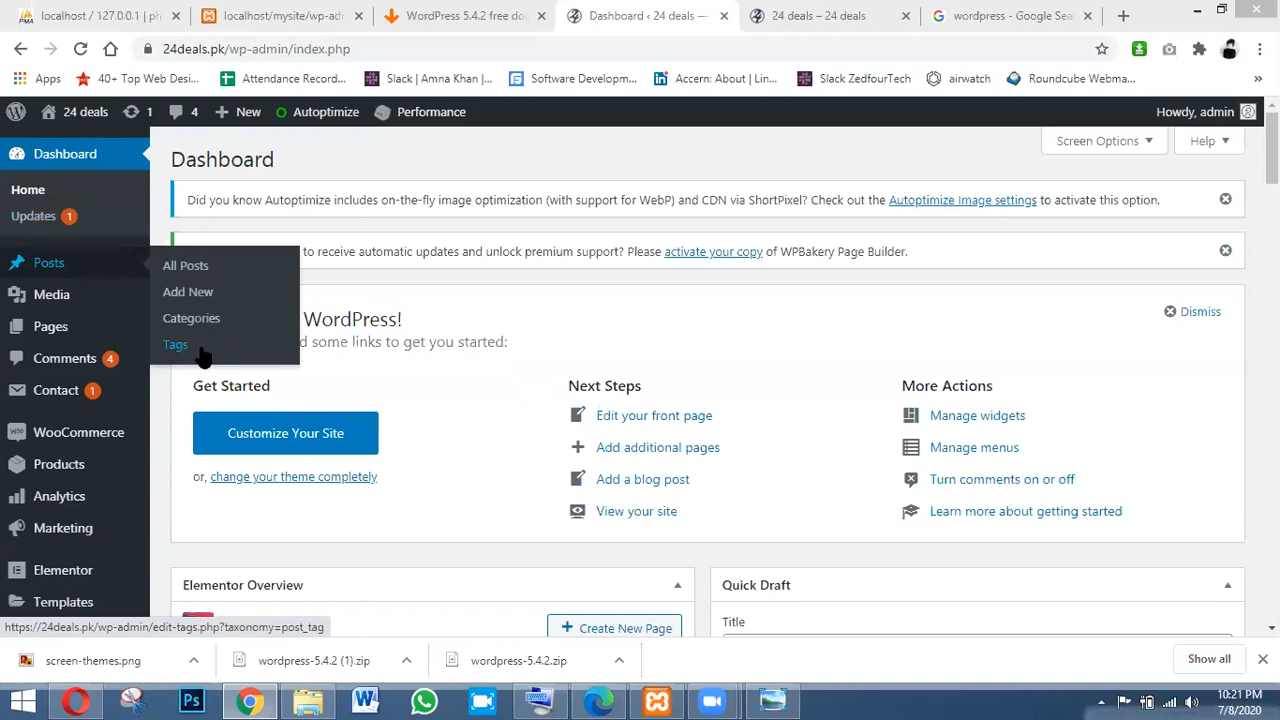 localhost / 127.0.0.1 | ph
localhost/mysite/wp-ad
WordPress 5.4.2 free do
Dashboard ‹ 24 deals —
24 deals – 24 deals
wordpress - Google Sea
24deals.pk/wp-admin/index.php
Apps
40+ Top Web Desi...
Attendance Record...
Slack | Amna Khan |...
Software Developm...
Accern: About | Lin...
Slack ZedfourTech
airwatch
Roundcube Webma...
»
24 deals
1
4
New
Autoptimize
Performance
Howdy, admin
Dashboard
Home
Updates 1
Posts
Media
Pages
Comments 4
Contact 1
WooCommerce
Products
Analytics
Marketing
Elementor
Templates
All Posts
Add New
Categories
Tags
Dashboard
Screen Options
Help
Did you know Autoptimize includes on-the-fly image optimization (with support for WebP) and CDN via ShortPixel? Check out the Autoptimize Image settings to activate this option.
to receive automatic updates and unlock premium support? Please activate your copy of WPBakery Page Builder.
WordPress!
d some links to get you started:
Dismiss
Get Started
Customize Your Site
or, change your theme completely
Next Steps
Edit your front page
Add additional pages
Add a blog post
View your site
More Actions
Manage widgets
Manage menus
Turn comments on or off
Learn more about getting started
Elementor Overview
Create New Page
Quick Draft
Title
https://24deals.pk/wp-admin/edit-tags.php?taxonomy=post_tag
screen-themes.png
wordpress-5.4.2 (1).zip
wordpress-5.4.2.zip
Show all
Ps
10:21 PM
7/8/2020